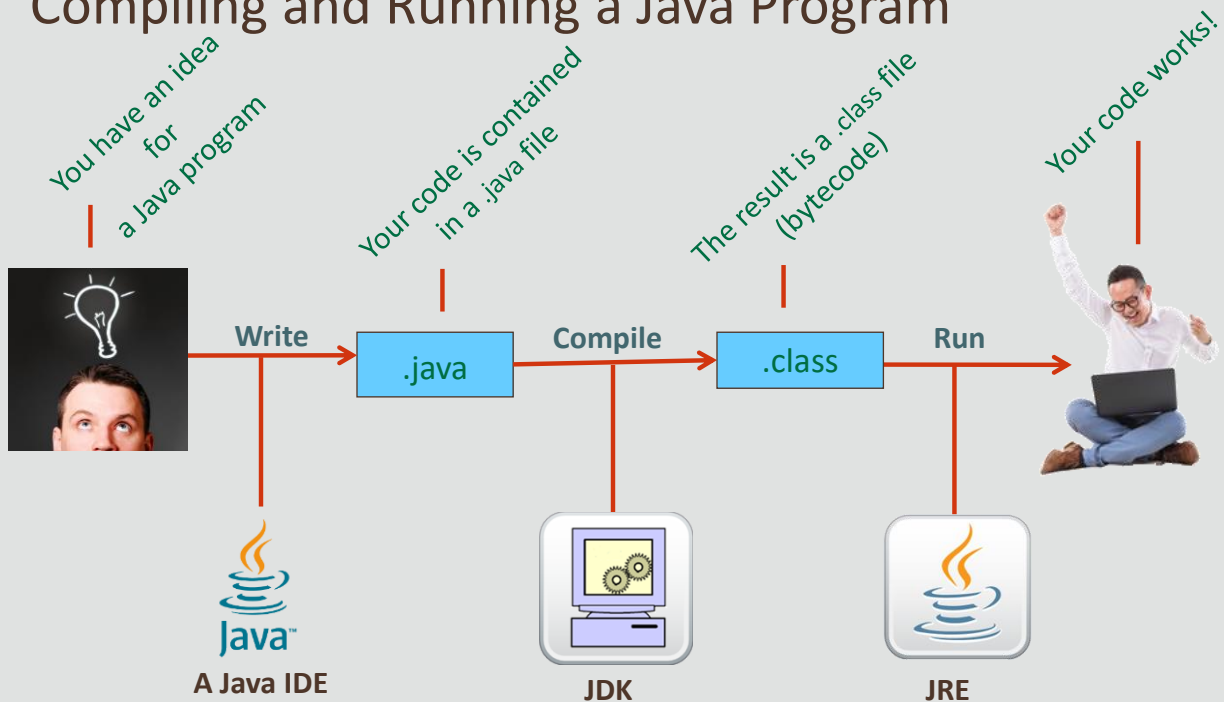 Compiling and Running a Java Program
You have an idea
for
a Java program
Your code is contained
in a .java file
The result is a .class file
(bytecode)
Your code works!
Write
.java
Compile
.class
Run
Java™
A Java IDE
JDK
JRE